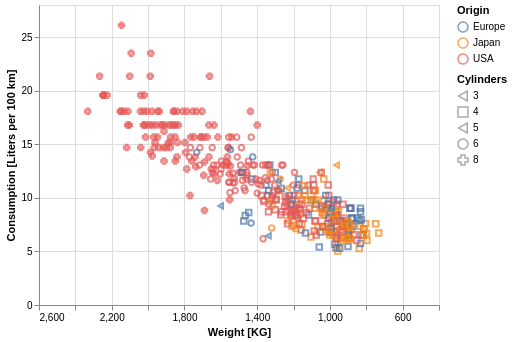 Origin
Europe
Japan
USA
Cylinders
3
4
5
6
8
Consumption [Liters per 100 km]
25
20
15
10
5
0
2,600 2,200 1,800 1,400 1,000 600
Weight [KG]